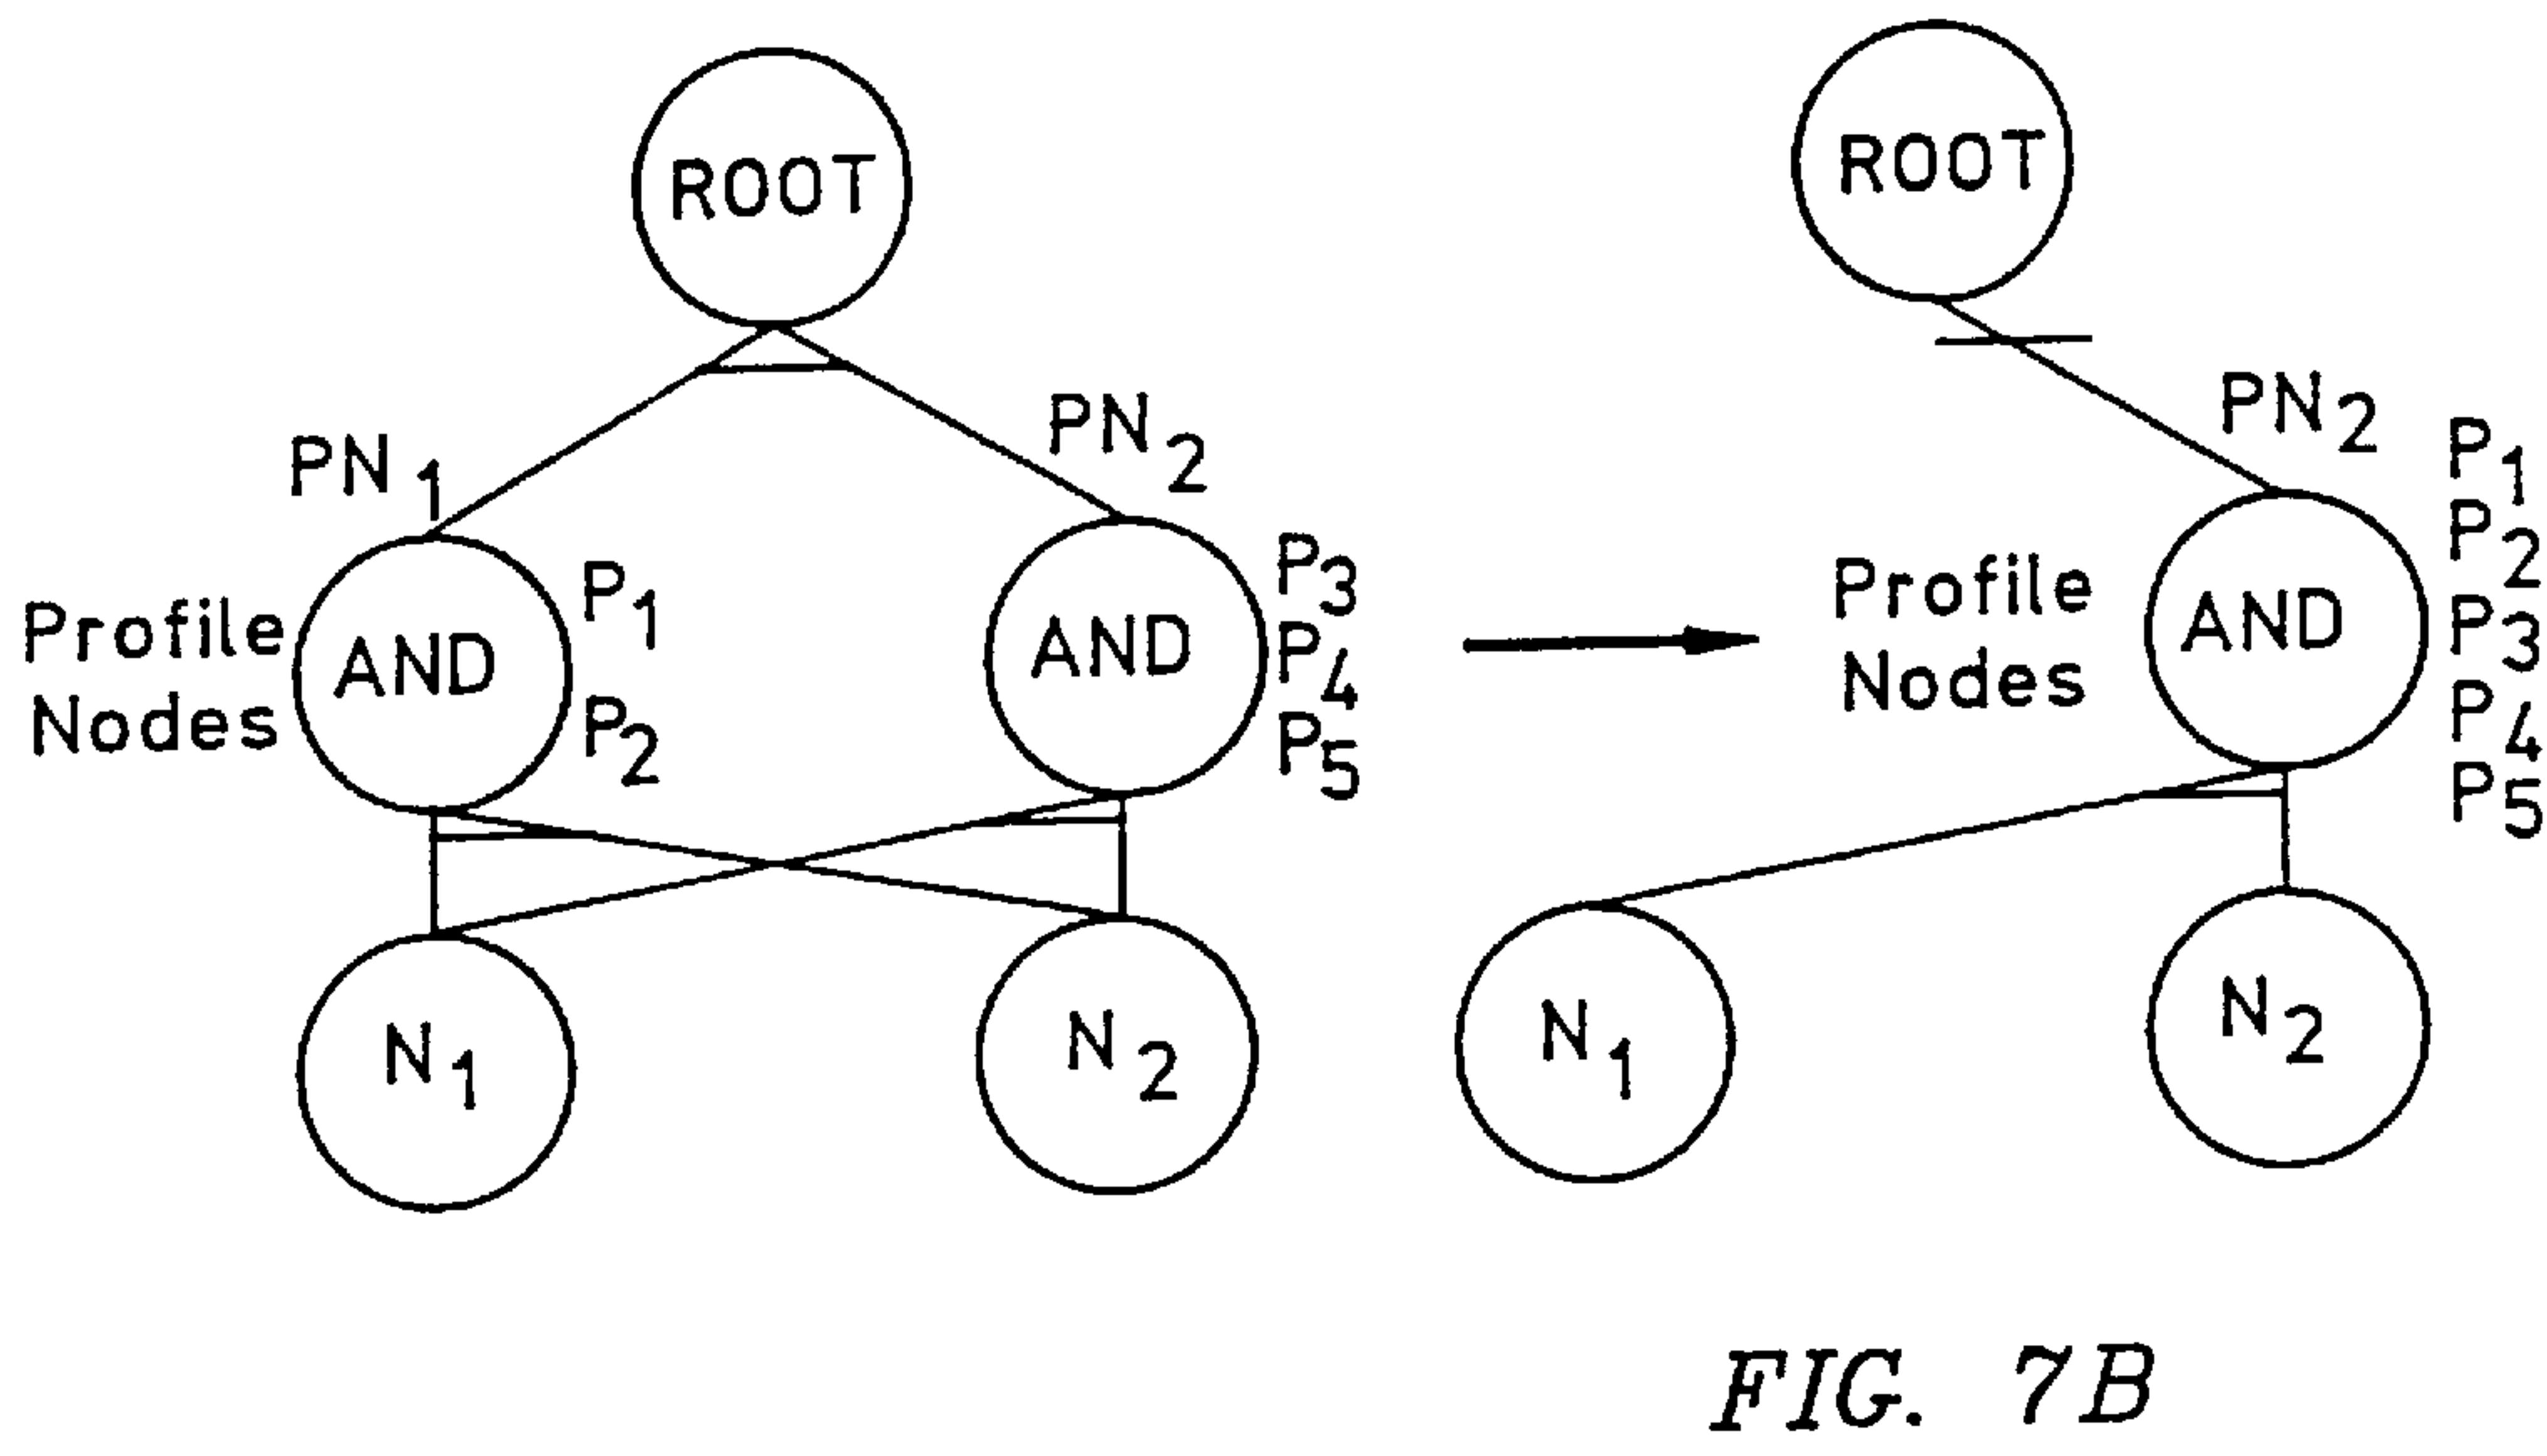 ROOT
PN1
PN2
Profile
Nodes
AND
P1
P2
AND
P3
P4
P5
N1
N2
ROOT
PN2
Profile
Nodes
AND
P1
P2
P3
P4
P5
N1
N2
FIG. 7B